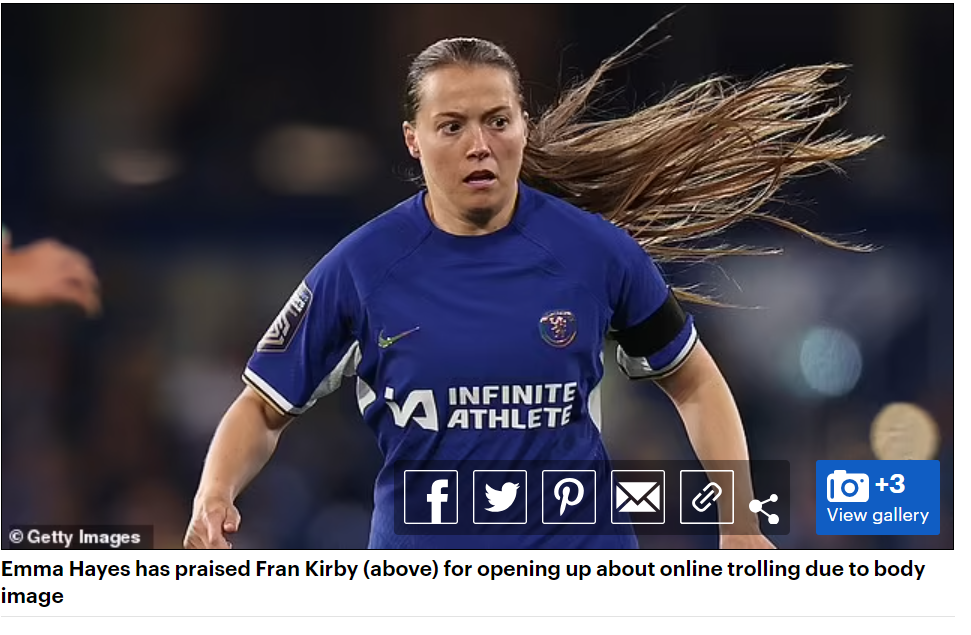 INFINITE
ATHLETE
+3
View gallery
© Getty Images
Emma Hayes has praised Fran Kirby (above) for opening up about online trolling due to body
image